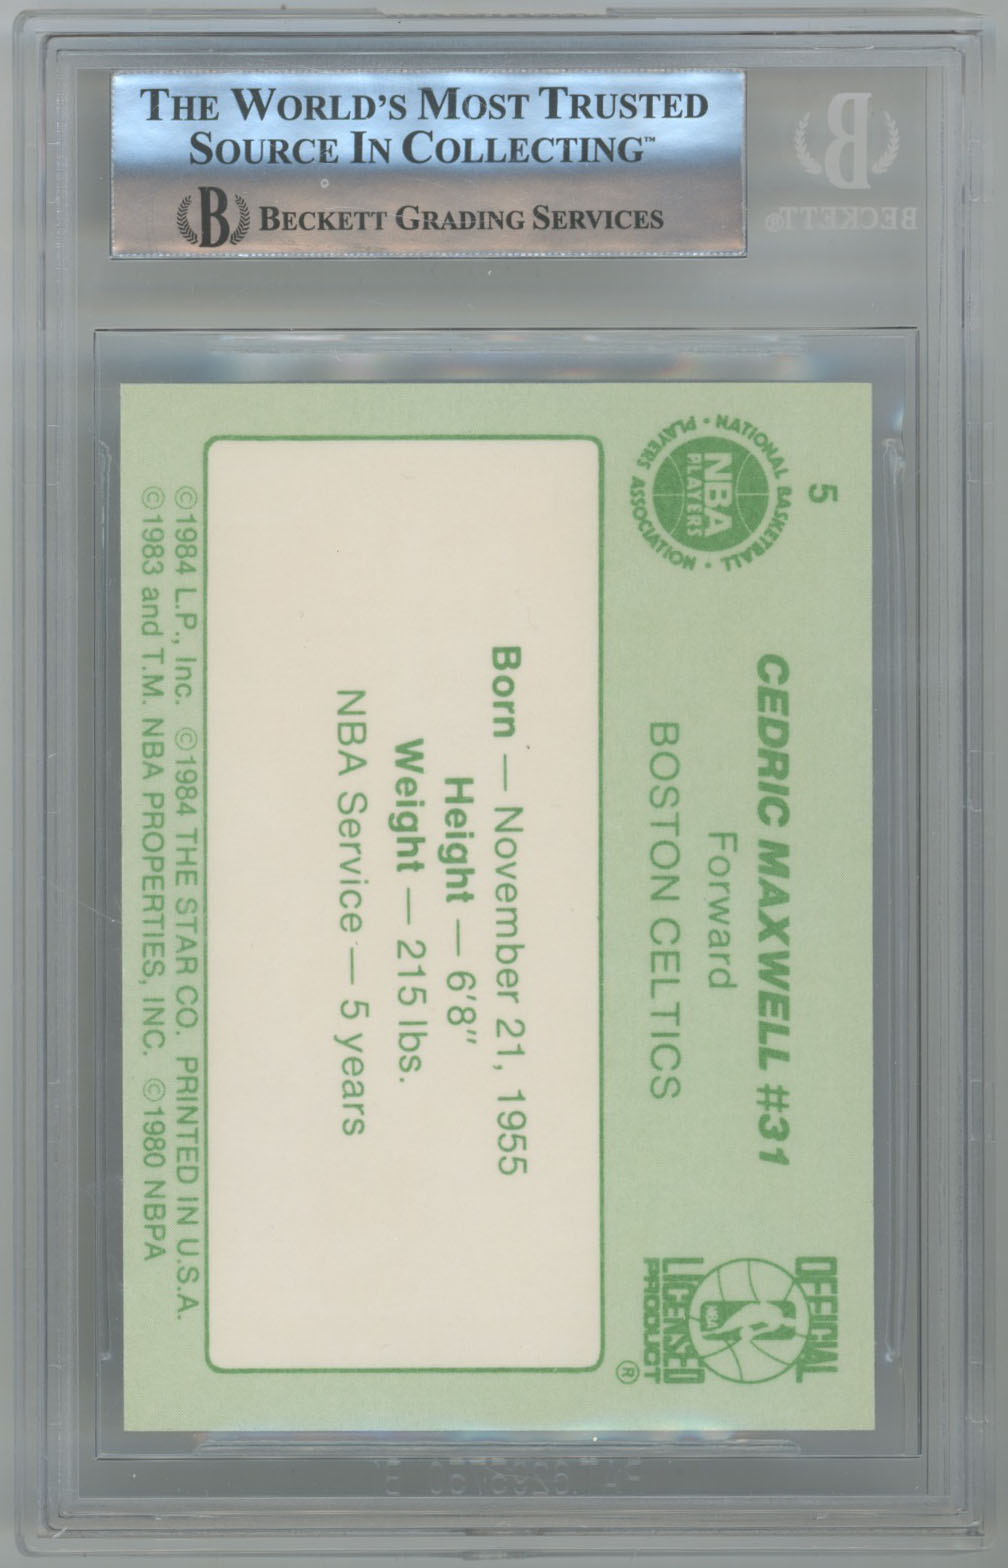 THE WORLD'S MOST TRUSTED
SOURCE IN COLLECTING™
B BECKETT GRADING SERVICES
B
BECKETT®
5
NATIONAL BASKETBALL PLAYERS ASSOCIATION
NBA
PLAYERS
CEDRIC MAXWELL #31
Forward
BOSTON CELTICS
OFFICIAL
NBA
LICENSED
PRODUCT
®
Born — November 21, 1955
Height — 6'8"
Weight — 215 lbs.
NBA Service — 5 years
©1984 L.P., Inc. ©1984 THE STAR CO. PRINTED IN U.S.A.
©1983 and T.M. NBA PROPERTIES, INC. ©1980 NBPA